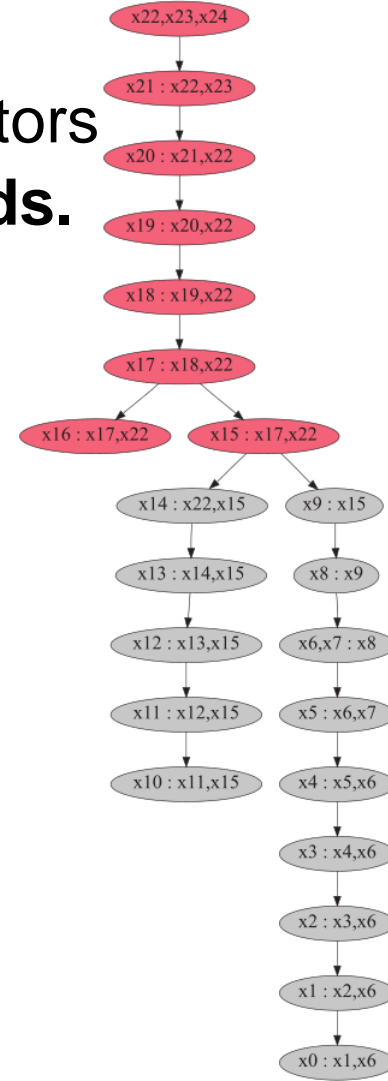 x22,x23,x24
x21 : x22,x23
tors
x20 : x21,x22
ds.
x19 : x20,x22
x18 : x19,x22
x17 : x18,x22
x16 : x17,x22 x15 : x17,x22
x14 : x22,x15 x9 : x15
x13 : x14,x15 x8 : x9
x12 : x13,x15 x6,x7 : x8
x11 : x12,x15 x5 : x6,x7
x10 : x11,x15 x4 : x5,x6
x3 : x4,x6
x2 : x3,x6
x1 : x2,x6
x0 : x1,x6